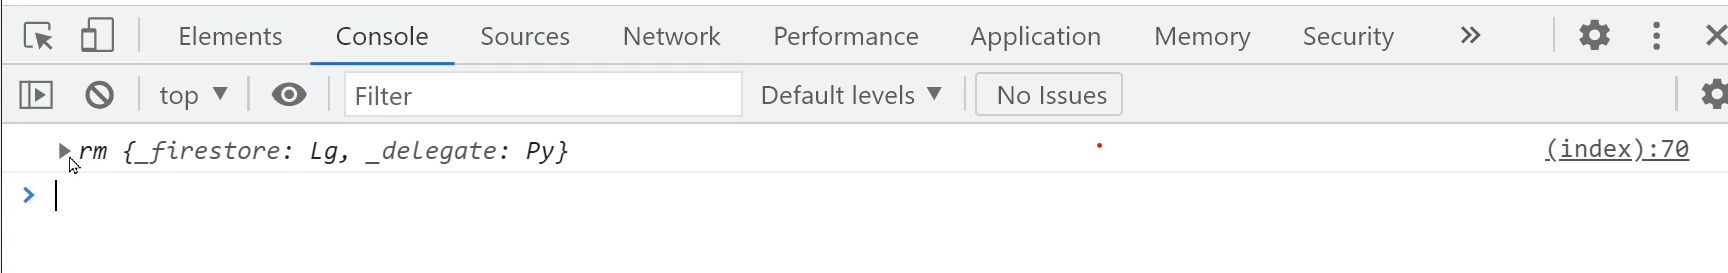 Elements Console Sources Network Performance Application Memory Security
top Filter Default levels No Issues
rm {_firestore: Lg, _delegate: Py} (index):70